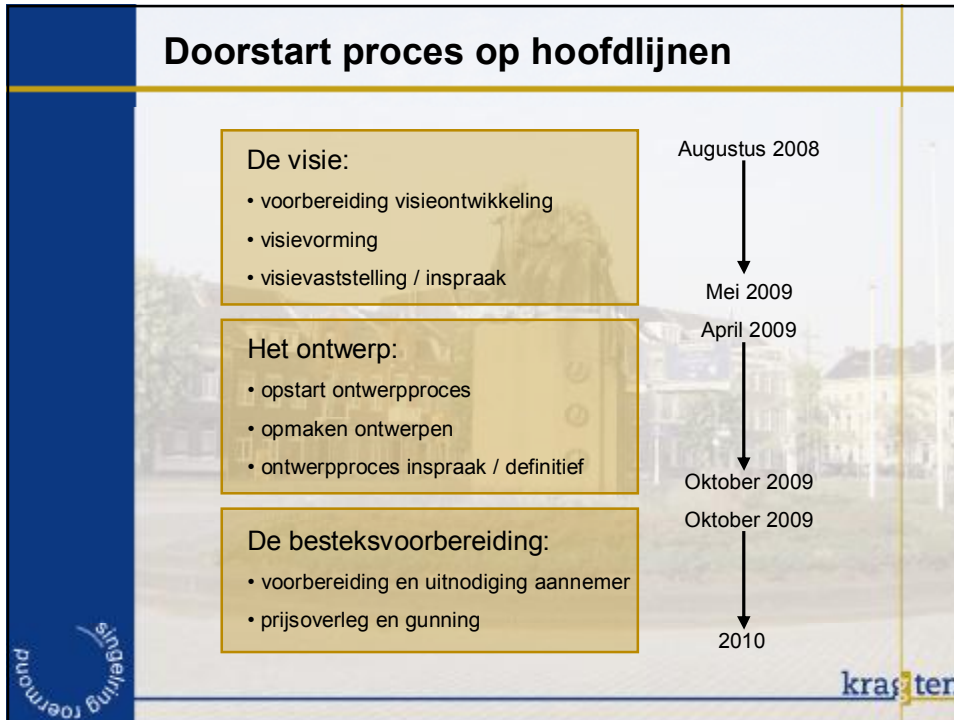 Doorstart proces op hoofdlijnen
De visie:
• voorbereiding visieontwikkeling
• visievorming
• visievaststelling / inspraak
Augustus 2008
Mei 2009
Het ontwerp:
• opstart ontwerpproces
• opmaken ontwerpen
• ontwerpproces inspraak / definitief
April 2009
Oktober 2009
De besteksvoorbereiding:
• voorbereiding en uitnodiging aannemer
• prijsoverleg en gunning
Oktober 2009
2010
singelring roermond
kragten